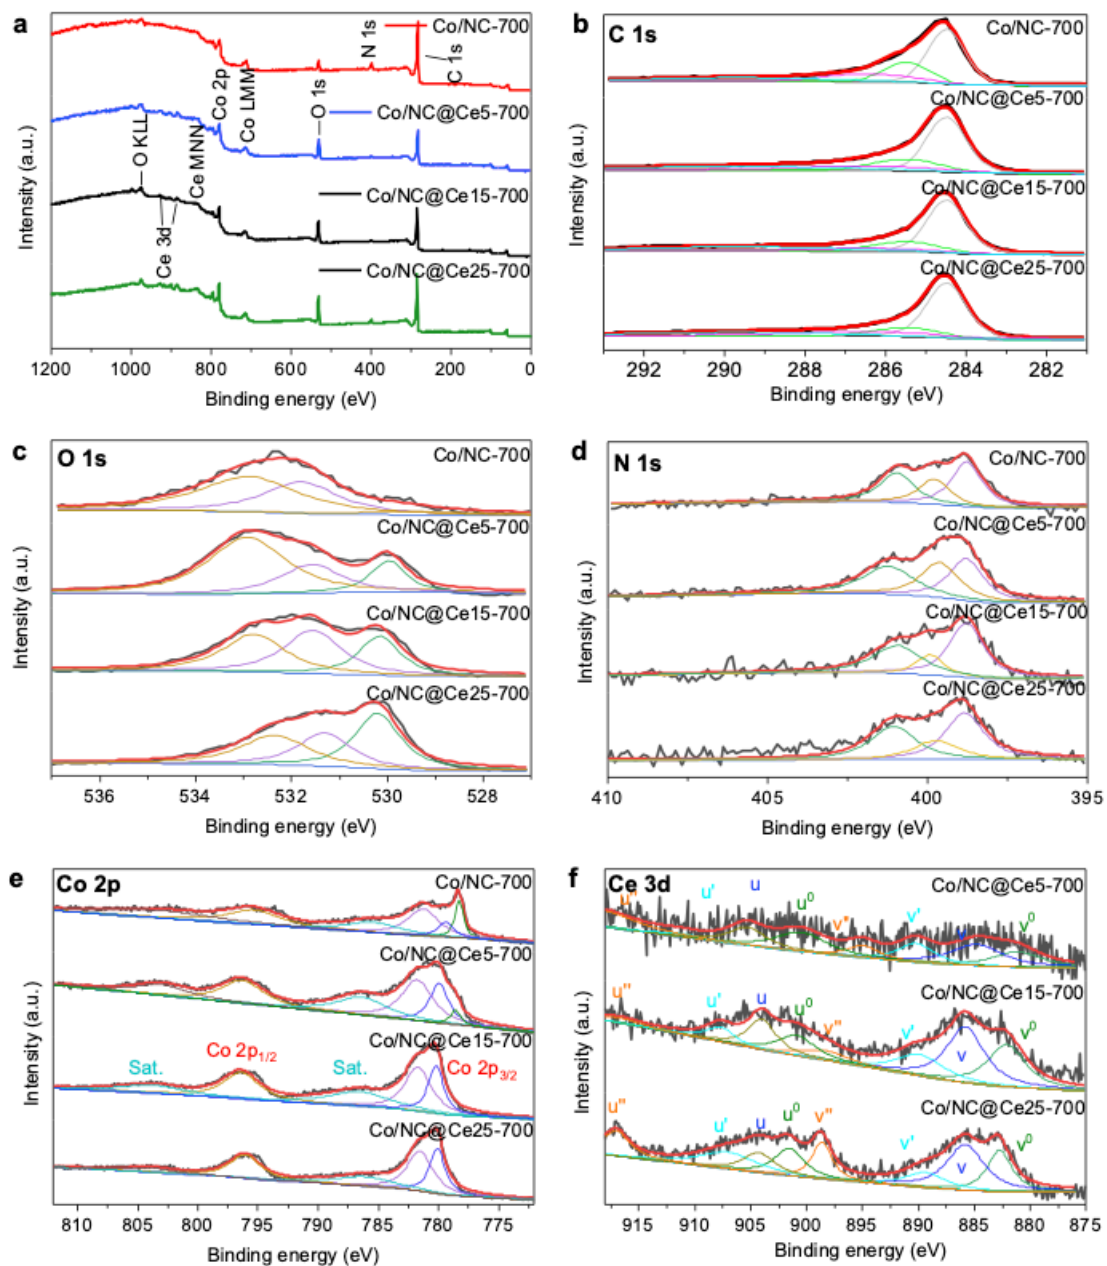 a
Co/NC-700
N 1s
C 1s
Co 2p
Co LMM
O 1s
Co/NC@Ce5-700
O KLL
Ce MNN
Co/NC@Ce15-700
Ce 3d
Co/NC@Ce25-700
Intensity (a.u.)
1200 1000 800 600 400 200 0
Binding energy (eV)
b
C 1s
Co/NC-700
Co/NC@Ce5-700
Co/NC@Ce15-700
Co/NC@Ce25-700
Intensity (a.u.)
292 290 288 286 284 282
Binding energy (eV)
c
O 1s
Co/NC-700
Co/NC@Ce5-700
Co/NC@Ce15-700
Co/NC@Ce25-700
Intensity (a.u.)
536 534 532 530 528
Binding energy (eV)
d
N 1s
Co/NC-700
Co/NC@Ce5-700
Co/NC@Ce15-700
Co/NC@Ce25-700
Intensity (a.u.)
410 405 400 395
Binding energy (eV)
e
Co 2p
Co/NC-700
Co/NC@Ce5-700
Co/NC@Ce15-700
Sat. Co 2p1/2 Sat. Co 2p3/2
Co/NC@Ce25-700
Intensity (a.u.)
810 805 800 795 790 785 780 775
Binding energy (eV)
f
Ce 3d
Co/NC@Ce5-700
u'' u' u u⁰ v'' v' v v⁰
Co/NC@Ce15-700
u'' u' u u⁰ v'' v' v v⁰
Co/NC@Ce25-700
u'' u' u u⁰ v'' v' v v⁰
Intensity (a.u.)
915 910 905 900 895 890 885 880 875
Binding energy (eV)